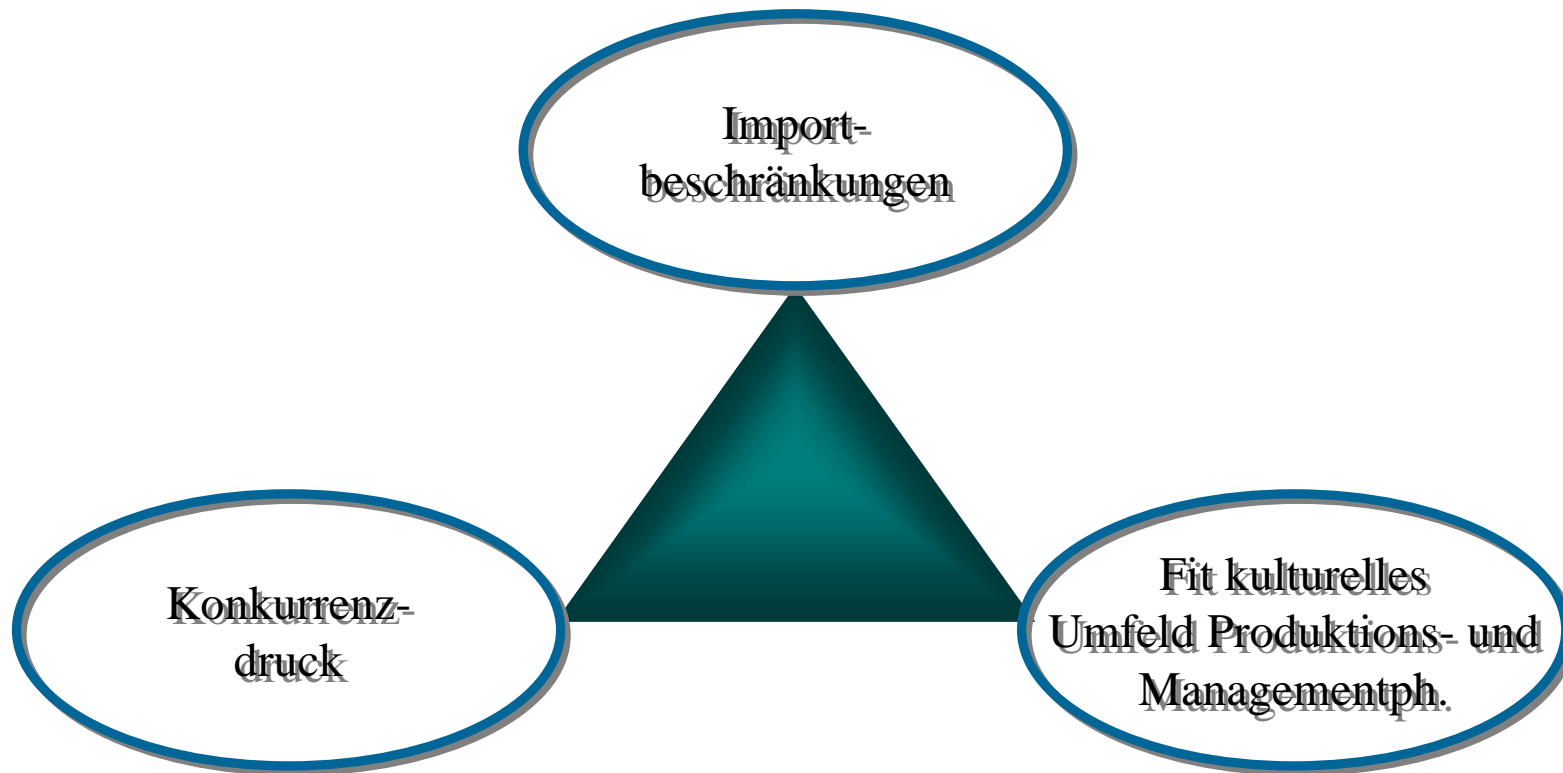 Import-
beschränkungen
Konkurrenz-
druck
Fit kulturelles
Umfeld Produktions- und
Managementph.